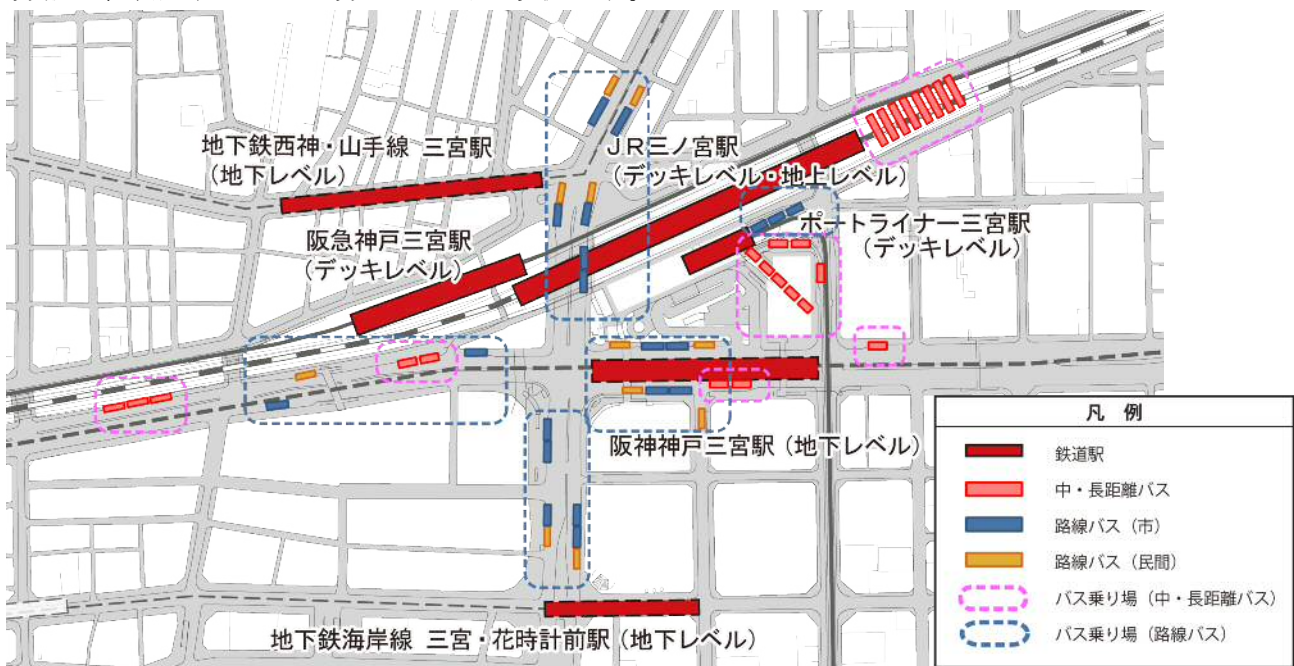 地下鉄西神・山手線 三宮駅
(地下レベル)
JR三ノ宮駅
(デッキレベル・地上レベル)
阪急神戸三宮駅
(デッキレベル)
ポートライナー三宮駅
(デッキレベル)
阪神神戸三宮駅(地下レベル)
地下鉄海岸線 三宮・花時計前駅(地下レベル)
凡 例
鉄道駅
中・長距離バス
路線バス(市)
路線バス(民間)
バス乗り場(中・長距離バス)
バス乗り場(路線バス)